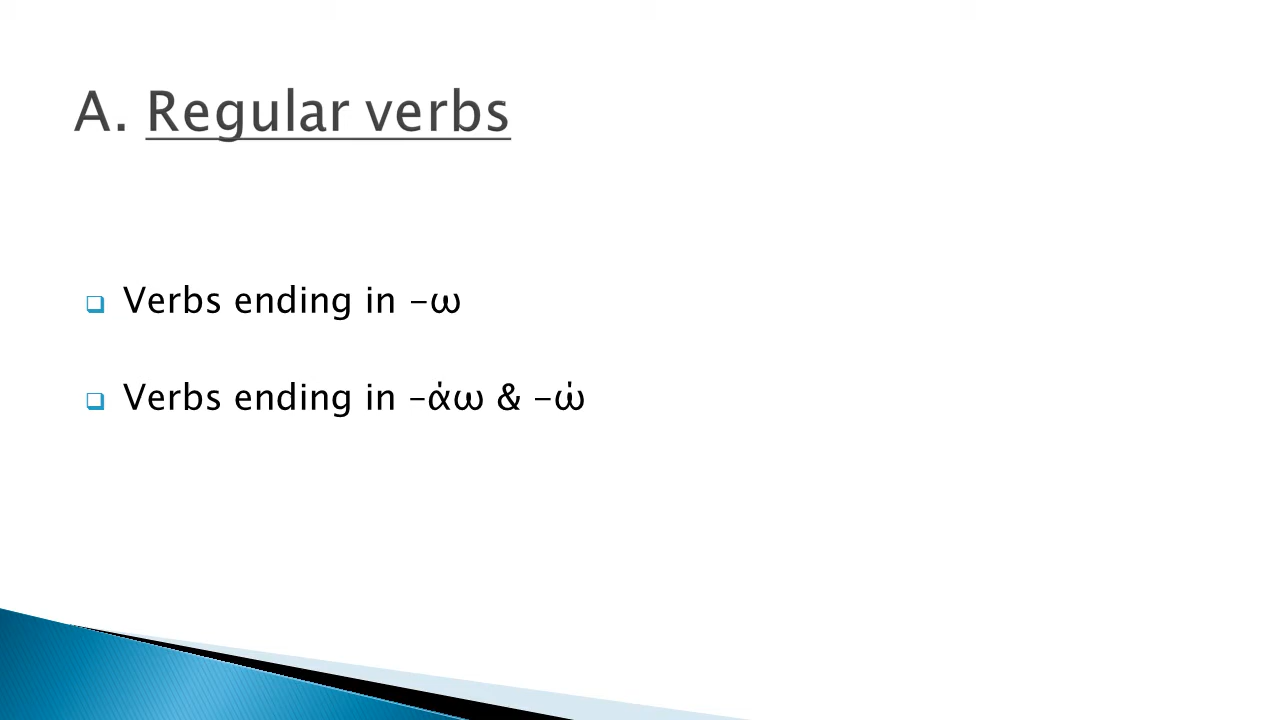 A. Regular verbs
Verbs ending in -ω
Verbs ending in -άω & -ώ